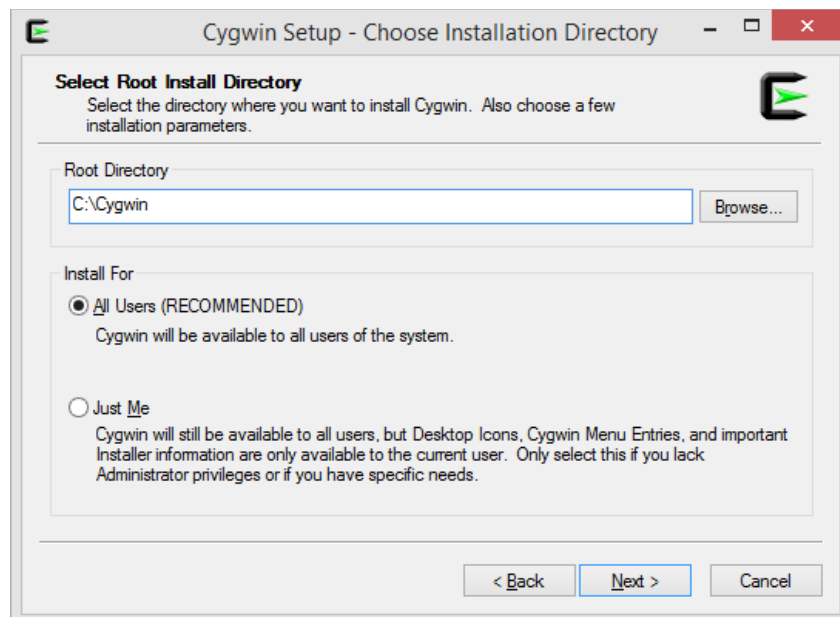 Cygwin Setup - Choose Installation Directory
Select Root Install Directory
Select the directory where you want to install Cygwin. Also choose a few
installation parameters.
Root Directory
C:\Cygwin
Browse...
Install For
All Users (RECOMMENDED)
Cygwin will be available to all users of the system.
Just Me
Cygwin will still be available to all users, but Desktop Icons, Cygwin Menu Entries, and important
Installer information are only available to the current user. Only select this if you lack
Administrator privileges or if you have specific needs.
< Back
Next >
Cancel